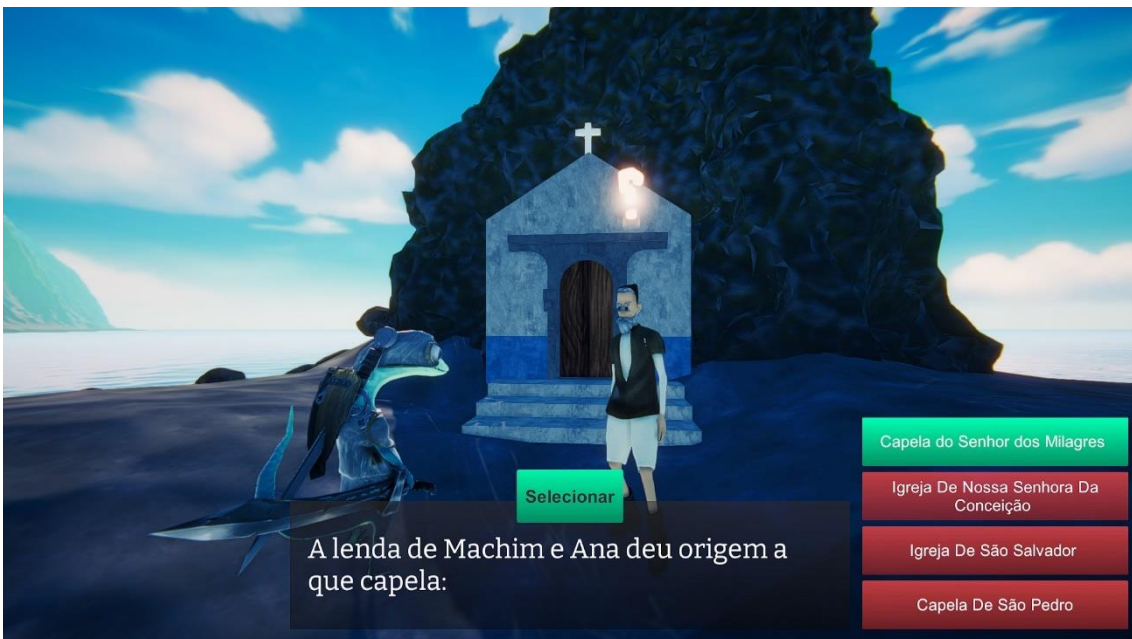 Selecionar
A lenda de Machim e Ana deu origem a
que capela:
Capela do Senhor dos Milagres
Igreja De Nossa Senhora Da
Conceição
Igreja De São Salvador
Capela De São Pedro